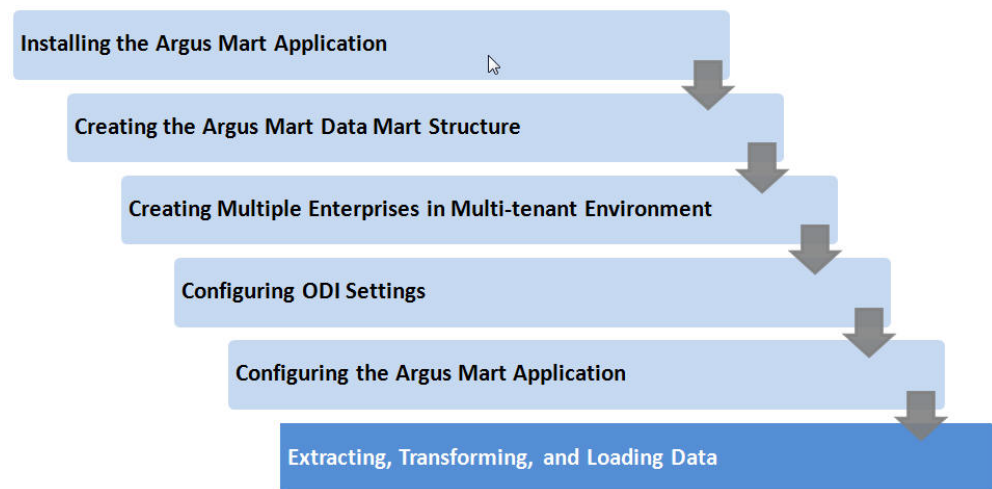 Installing the Argus Mart Application
Creating the Argus Mart Data Mart Structure
Creating Multiple Enterprises in Multi-tenant Environment
Configuring ODI Settings
Configuring the Argus Mart Application
Extracting, Transforming, and Loading Data